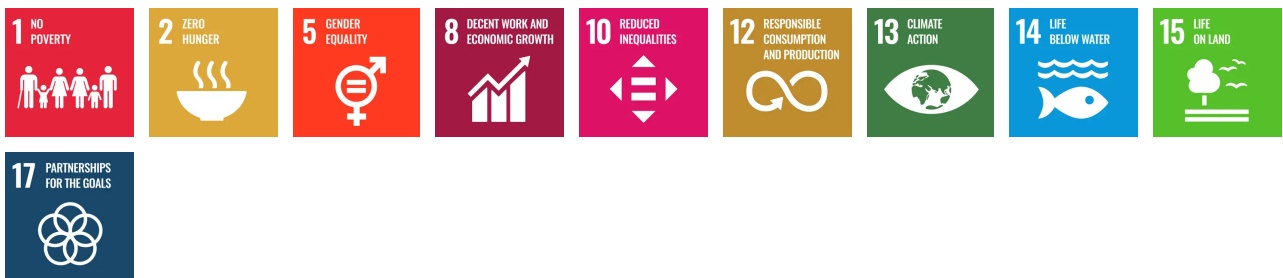 1 NO
POVERTY
2 ZERO
HUNGER
5 GENDER
EQUALITY
8 DECENT WORK AND
ECONOMIC GROWTH
10 REDUCED
INEQUALITIES
12 RESPONSIBLE
CONSUMPTION
AND PRODUCTION
13 CLIMATE
ACTION
14 LIFE
BELOW WATER
15 LIFE
ON LAND
17 PARTNERSHIPS
FOR THE GOALS